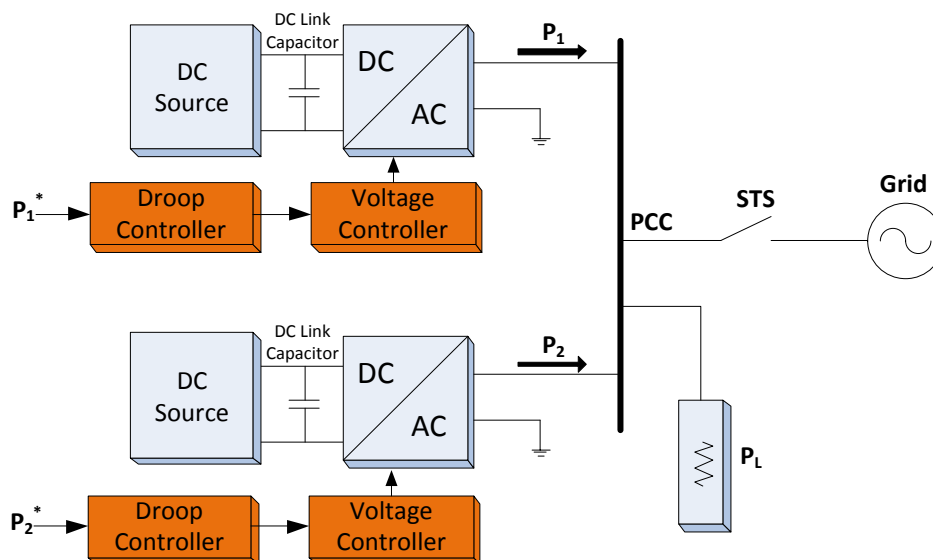 DC Link
Capacitor
DC
Source
DC
AC
P₁
P₁*
Droop
Controller
Voltage
Controller
PCC
STS
Grid
DC Link
Capacitor
DC
Source
DC
AC
P₂
P_L
P₂*
Droop
Controller
Voltage
Controller